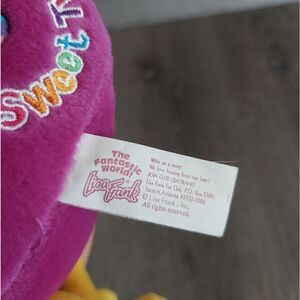 Sweet T
The
Fantastic
World!
of
Lisa
Frank
Write us a note!
We love hearing from our fans!
JOIN CLUB LISA FRANK!
Lisa Frank Fan Club, P.O. Box
Tucson, Arizona
© Lisa Frank, Inc.
All rights reserved.